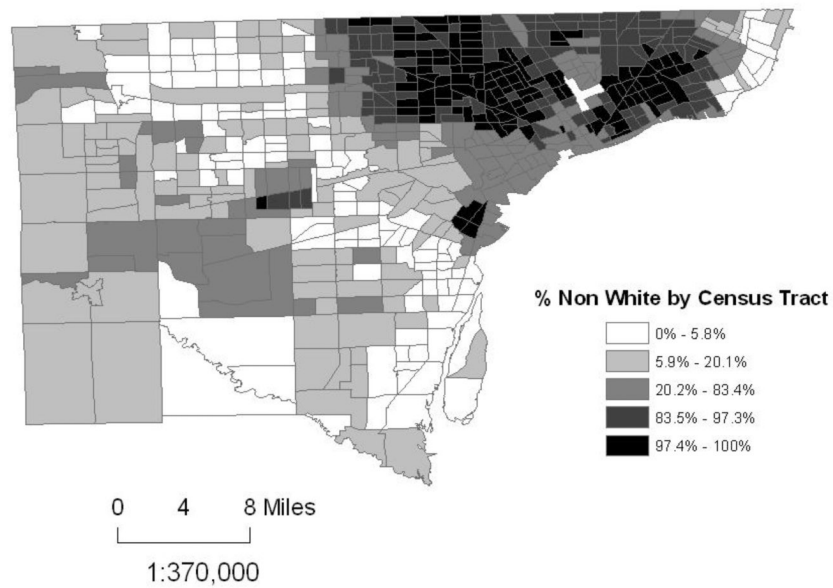 % Non White by Census Tract
0% - 5.8%
5.9% - 20.1%
20.2% - 83.4%
83.5% - 97.3%
97.4% - 100%
0 4 8 Miles
1:370,000